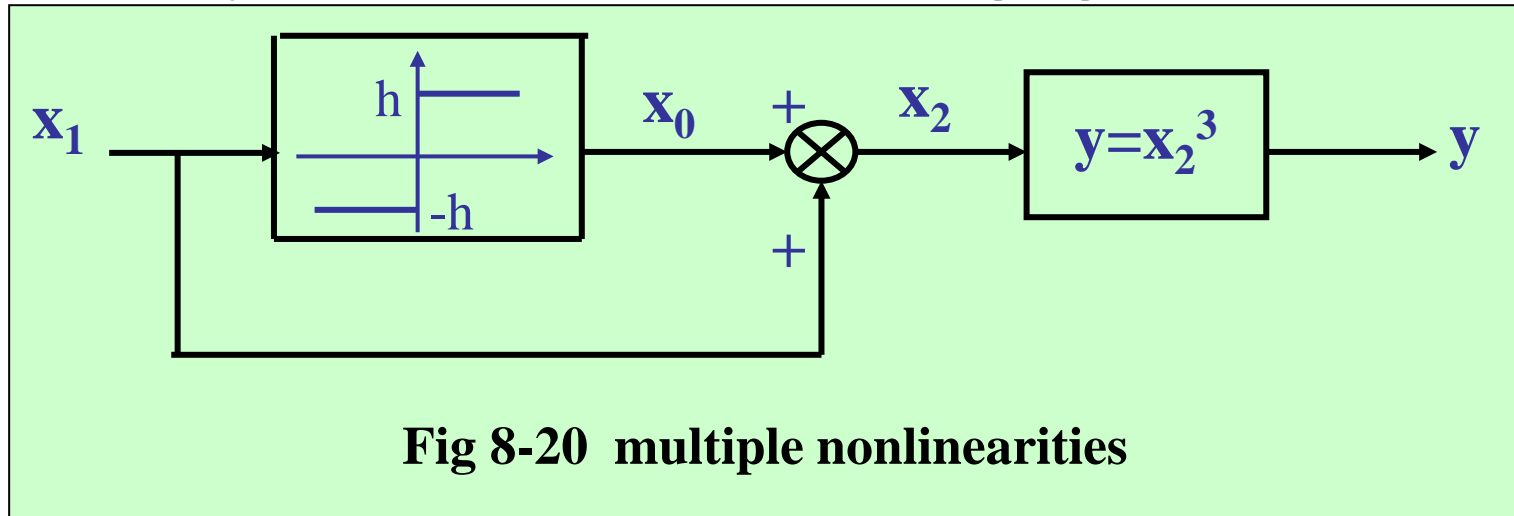 h
-h
x₁
x₀
+
+
x₂
y=x₂³
y
Fig 8-20 multiple nonlinearities